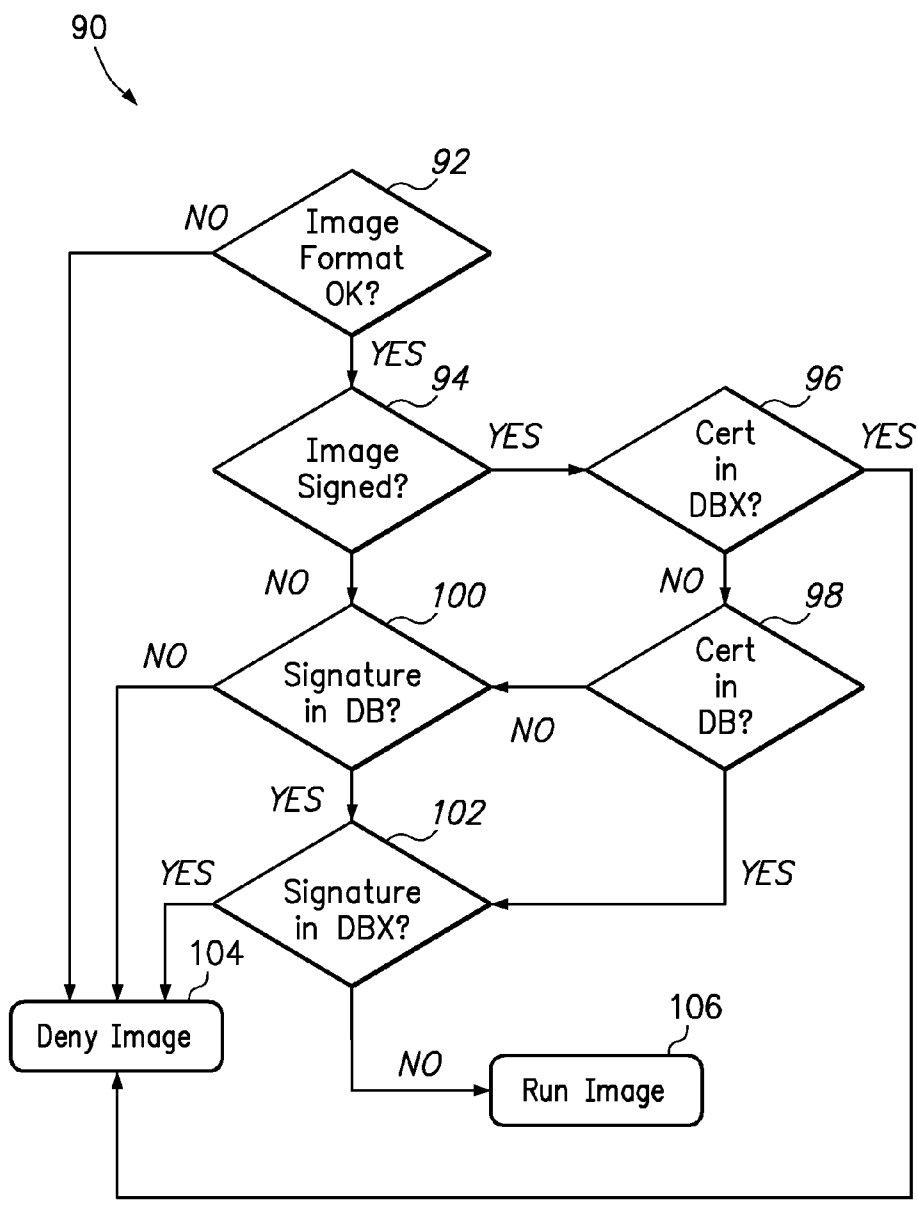 90
92
NO
Image
Format
OK?
YES
94
96
Image
Signed?
YES
Cert
in
DBX?
YES
NO
100
NO
98
NO
Signature
in DB?
NO
Cert
in
DB?
YES
102
YES
Signature
in DBX?
YES
104
Deny Image
NO
106
Run Image